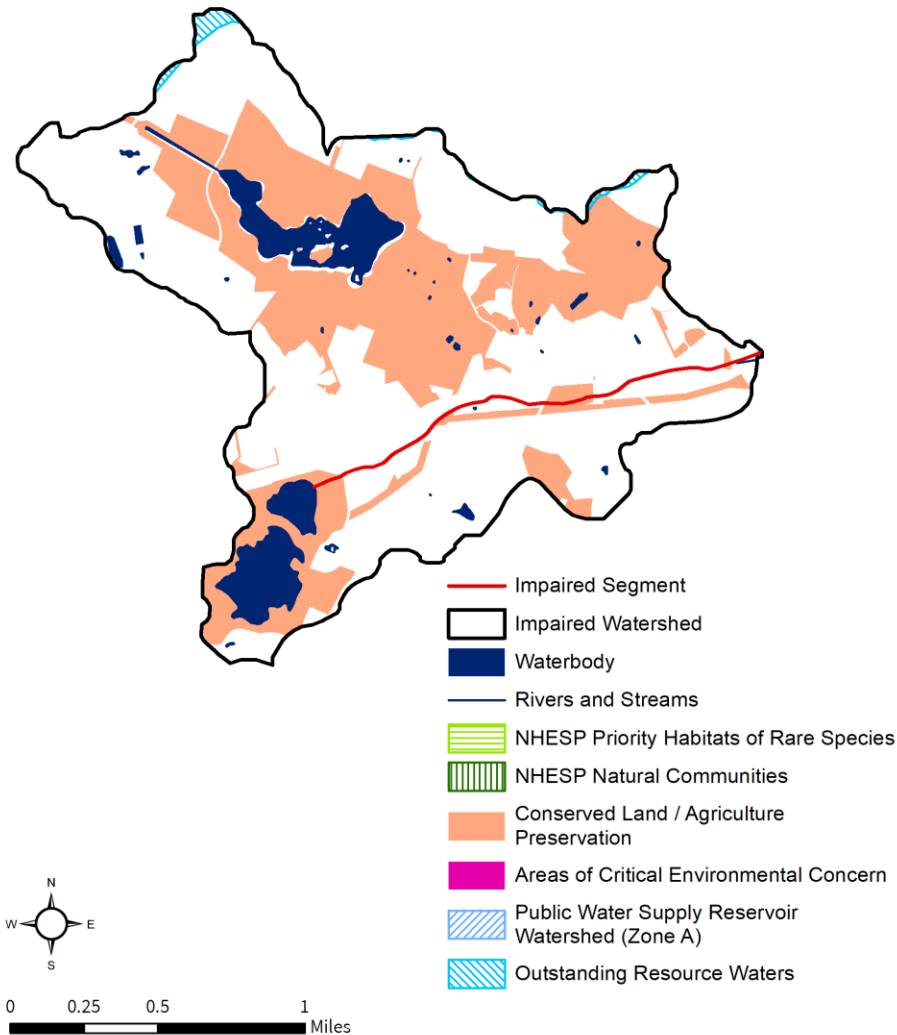 Impaired Segment
Impaired Watershed
Waterbody
Rivers and Streams
NHESP Priority Habitats of Rare Species
NHESP Natural Communities
Conserved Land / Agriculture
Preservation
Areas of Critical Environmental Concern
Public Water Supply Reservoir
Watershed (Zone A)
Outstanding Resource Waters
N
W E
S
0 0.25 0.5 1
Miles